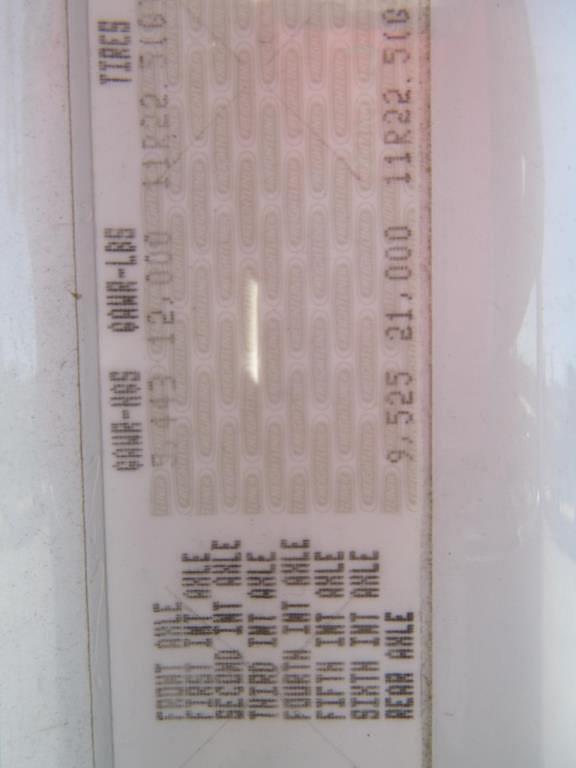 GAWR-KGS GAWR-LBS TIRES
FRONT AXLE 5,443 12,000 11R22.5(G
FIRST INT AXLE
SECOND INT AXLE
THIRD INT AXLE
FOURTH INT AXLE
FIFTH INT AXLE
SIXTH INT AXLE
REAR AXLE 9,525 21,000 11R22.5(G